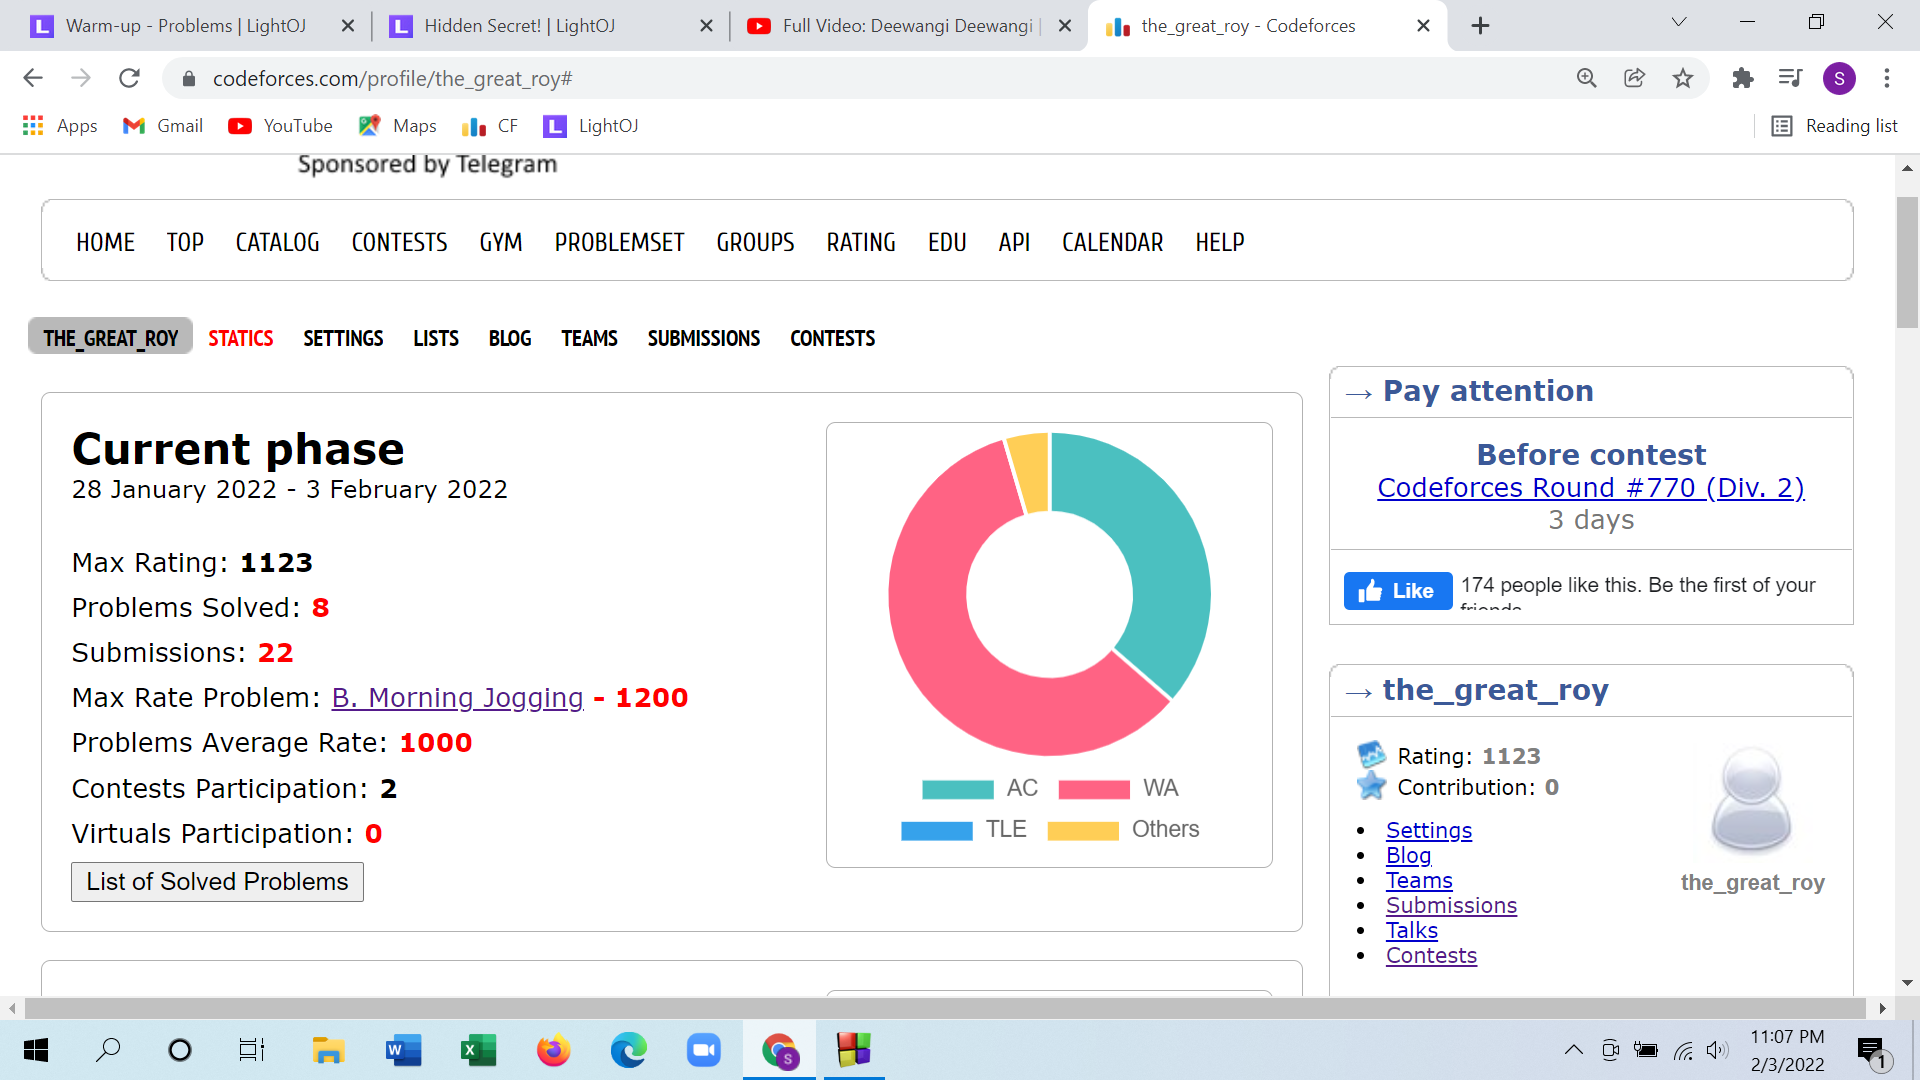 Warm-up - Problems | LightOJ
Hidden Secret! | LightOJ
Full Video: Deewangi Deewangi |
the_great_roy - Codeforces
codeforces.com/profile/the_great_roy#
S
Apps
Gmail
YouTube
Maps
CF
LightOJ
Reading list
Sponsored by Telegram
HOME TOP CATALOG CONTESTS GYM PROBLEMSET GROUPS RATING EDU API CALENDAR HELP
THE_GREAT_ROY STATICS SETTINGS LISTS BLOG TEAMS SUBMISSIONS CONTESTS
Current phase
28 January 2022 - 3 February 2022
Max Rating: 1123
Problems Solved: 8
Submissions: 22
Max Rate Problem: B. Morning Jogging - 1200
Problems Average Rate: 1000
Contests Participation: 2
Virtuals Participation: 0
List of Solved Problems
AC WA
TLE Others
→ Pay attention
Before contest
Codeforces Round #770 (Div. 2)
3 days
Like
174 people like this. Be the first of your
friends.
→ the_great_roy
Rating: 1123
Contribution: 0
Settings
Blog
Teams
Submissions
Talks
Contests
the_great_roy
11:07 PM
2/3/2022
1